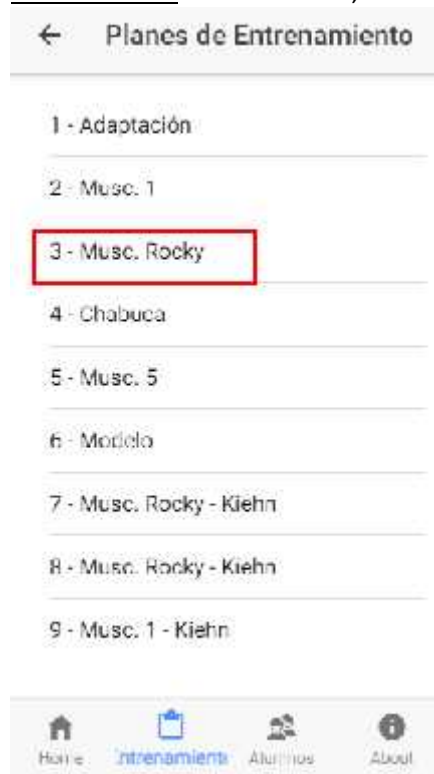 Planes de Entrenamiento
1 - Adaptación
2 - Musc. 1
3 - Musc. Rocky
4 - Chabuca
5 - Musc. 5
6 - Modelo
7 - Musc. Rocky - Kiehn
8 - Musc. Rocky - Kiehn
9 - Musc. 1 - Kiehn
Home Entrenamiento Alumnos About